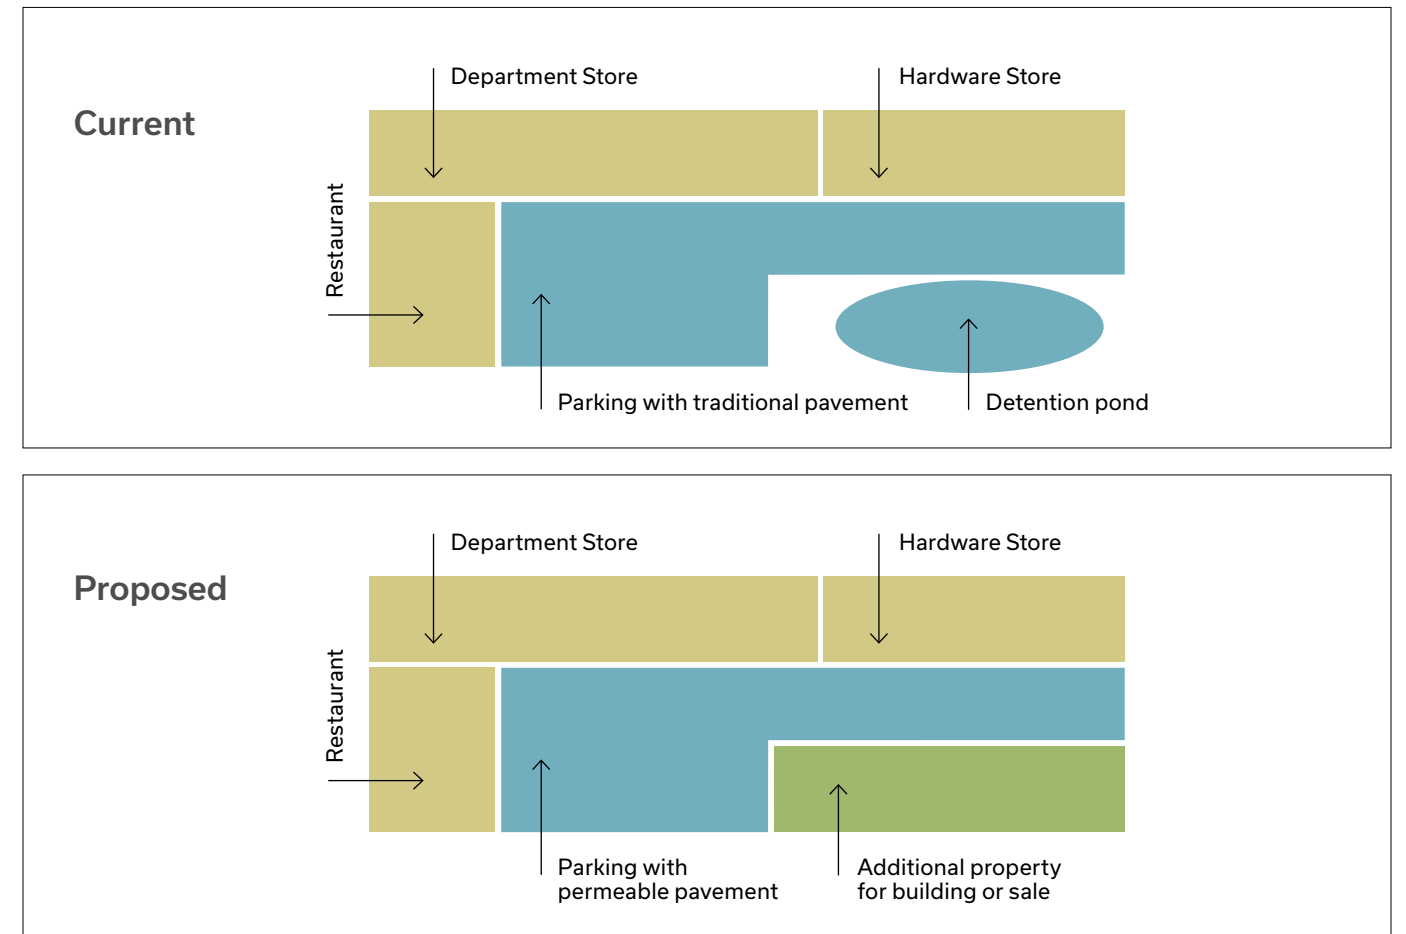 Current
Department Store
Hardware Store
Restaurant
Parking with traditional pavement
Detention pond
Proposed
Department Store
Hardware Store
Restaurant
Parking with
permeable pavement
Additional property
for building or sale